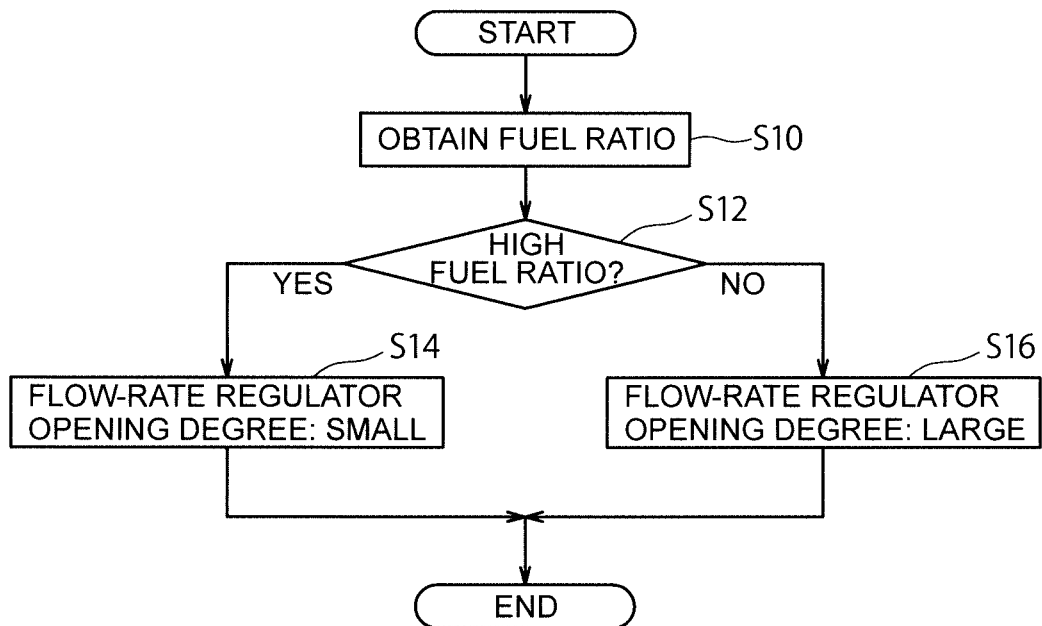 START
OBTAIN FUEL RATIO
S10
S12
HIGH
FUEL RATIO?
YES
NO
S14
FLOW-RATE REGULATOR
OPENING DEGREE: SMALL
S16
FLOW-RATE REGULATOR
OPENING DEGREE: LARGE
END